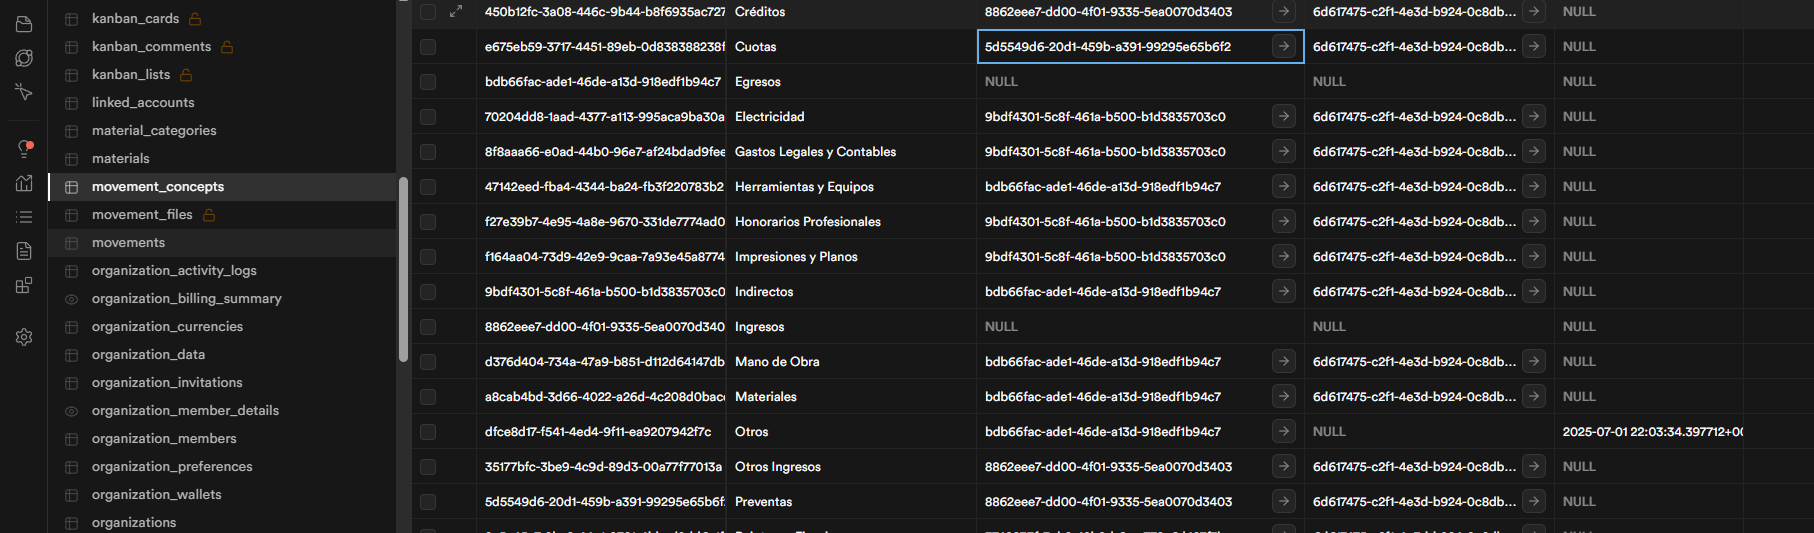 kanban_cards
kanban_comments
kanban_lists
linked_accounts
material_categories
materials
movement_concepts
movement_files
movements
organization_activity_logs
organization_billing_summary
organization_currencies
organization_data
organization_invitations
organization_member_details
organization_members
organization_preferences
organization_wallets
organizations
450b12fc-3a08-446c-9b44-b8f6935ac727 Créditos 8862eee7-dd00-4f01-9335-5ea0070d3403 6d617475-c2f1-4e3d-b924-0c8db... NULL
e675eb59-3717-4451-89eb-0d838388238f Cuotas 5d5549d6-20d1-459b-a391-99295e65b6f2 6d617475-c2f1-4e3d-b924-0c8db... NULL
bdb66fac-ade1-46de-a13d-918edf1b94c7 Egresos NULL NULL NULL
70204dd8-1aad-4377-a113-995aca9ba30a Electricidad 9bdf4301-5c8f-461a-b500-b1d3835703c0 6d617475-c2f1-4e3d-b924-0c8db... NULL
8f8aaa66-e0ad-44b0-96e7-af24bdad9fee Gastos Legales y Contables 9bdf4301-5c8f-461a-b500-b1d3835703c0 6d617475-c2f1-4e3d-b924-0c8db... NULL
47142eed-fba4-4344-ba24-fb3f220783b2 Herramientas y Equipos bdb66fac-ade1-46de-a13d-918edf1b94c7 6d617475-c2f1-4e3d-b924-0c8db... NULL
f27e39b7-4e95-4a8e-9670-331de7774ad0 Honorarios Profesionales 9bdf4301-5c8f-461a-b500-b1d3835703c0 6d617475-c2f1-4e3d-b924-0c8db... NULL
f164aa04-73d9-42e9-9caa-7a93e45a8774 Impresiones y Planos 9bdf4301-5c8f-461a-b500-b1d3835703c0 6d617475-c2f1-4e3d-b924-0c8db... NULL
9bdf4301-5c8f-461a-b500-b1d3835703c0 Indirectos bdb66fac-ade1-46de-a13d-918edf1b94c7 6d617475-c2f1-4e3d-b924-0c8db... NULL
8862eee7-dd00-4f01-9335-5ea0070d340 Ingresos NULL NULL NULL
d376d404-734a-47a9-b851-d112d64147db Mano de Obra bdb66fac-ade1-46de-a13d-918edf1b94c7 6d617475-c2f1-4e3d-b924-0c8db... NULL
a8cab4bd-3d66-4022-a26d-4c208d0bac Materiales bdb66fac-ade1-46de-a13d-918edf1b94c7 6d617475-c2f1-4e3d-b924-0c8db... NULL
dfce8d17-f541-4ed4-9f11-ea9207942f7c Otros bdb66fac-ade1-46de-a13d-918edf1b94c7 NULL 2025-07-01 22:03:34.397712+00
35177bfc-3be9-4c9d-89d3-00a77f77013a Otros Ingresos 8862eee7-dd00-4f01-9335-5ea0070d3403 6d617475-c2f1-4e3d-b924-0c8db... NULL
5d5549d6-20d1-459b-a391-99295e65b6f Preventas 8862eee7-dd00-4f01-9335-5ea0070d3403 6d617475-c2f1-4e3d-b924-0c8db... NULL